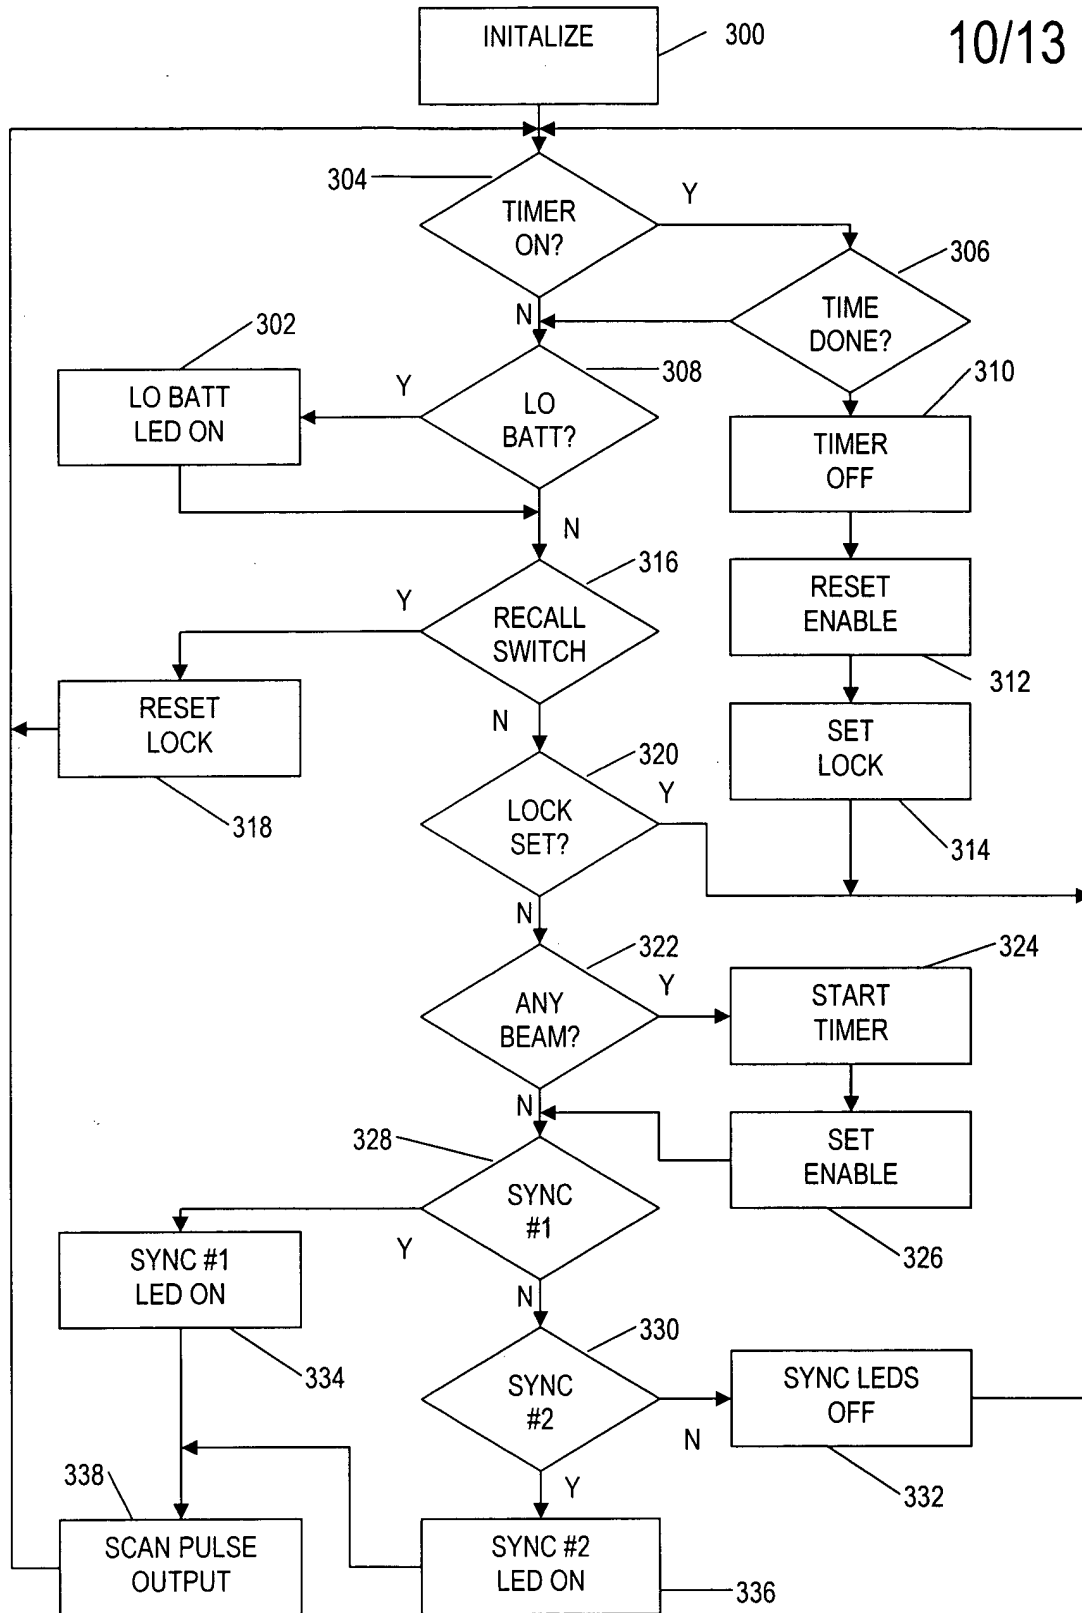 INITALIZE
300
10/13
304
TIMER
ON?
Y
306
TIME
DONE?
N
302
LO BATT
LED ON
Y
308
LO
BATT?
310
TIMER
OFF
N
316
RECALL
SWITCH
Y
RESET
ENABLE
312
RESET
LOCK
318
N
SET
LOCK
314
320
LOCK
SET?
Y
N
322
ANY
BEAM?
Y
324
START
TIMER
N
328
SYNC
#1
SET
ENABLE
326
Y
SYNC #1
LED ON
334
N
330
SYNC
#2
N
SYNC LEDS
OFF
332
Y
338
SCAN PULSE
OUTPUT
SYNC #2
LED ON
336